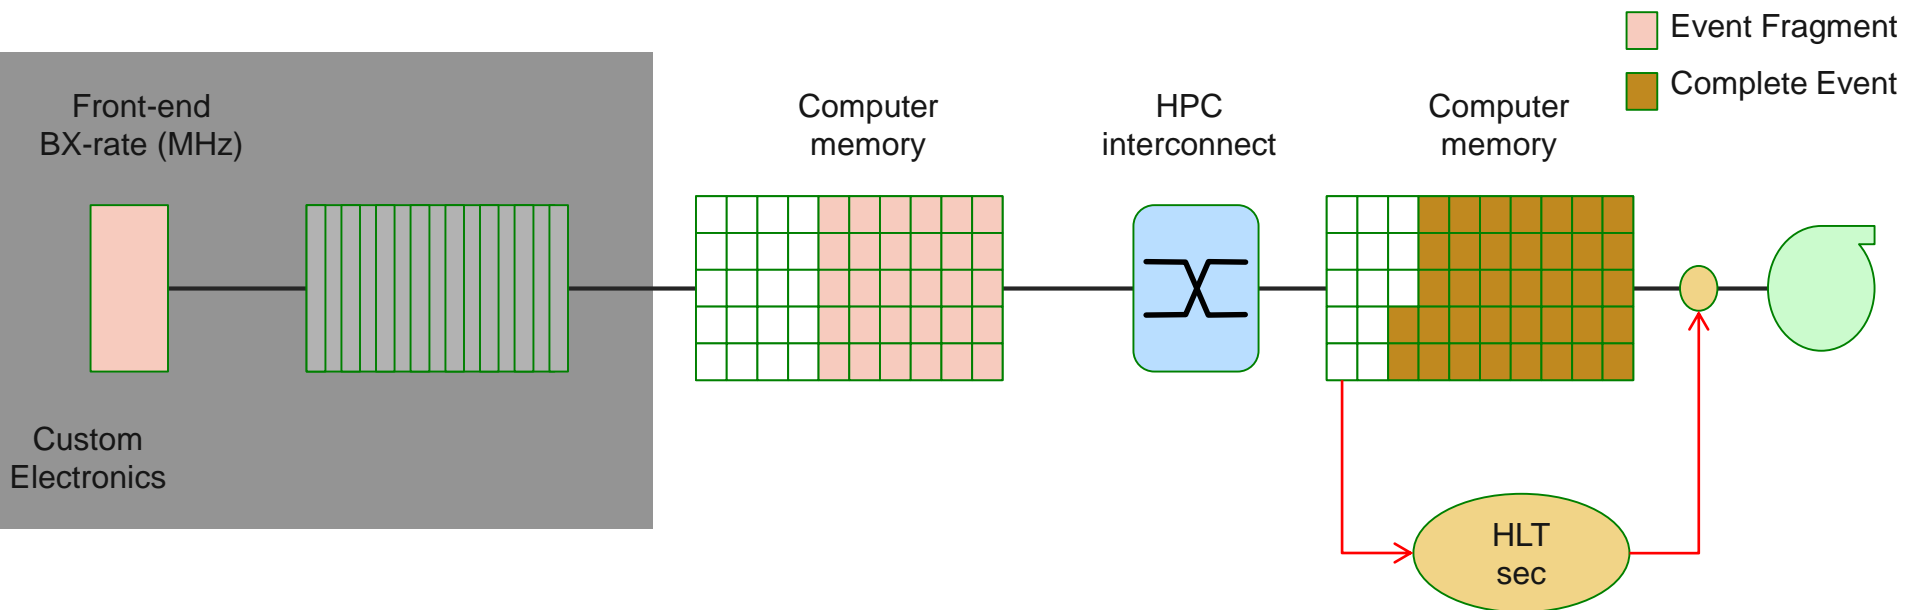 Event Fragment
Complete Event
Front-end
BX-rate (MHz)
Computer
memory
HPC
interconnect
Computer
memory
Custom
Electronics
HLT
sec